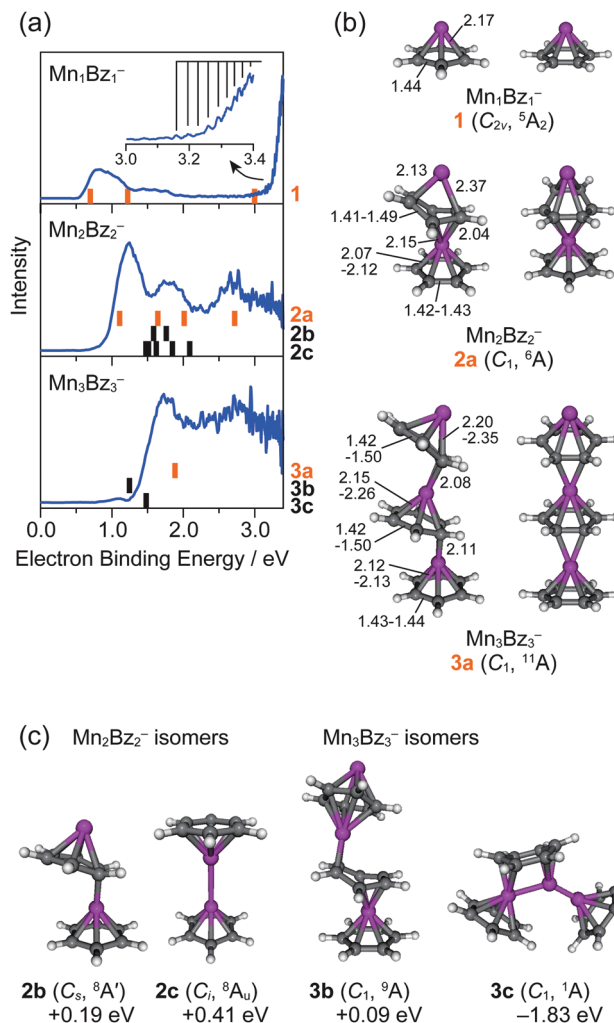 (a)
Mn₁Bz₁⁻
3.0 3.2 3.4
1
Mn₂Bz₂⁻
2a
2b
2c
Mn₃Bz₃⁻
3a
3b
3c
Intensity
0.0 1.0 2.0 3.0
Electron Binding Energy / eV
(b)
2.17
1.44
Mn₁Bz₁⁻
1 (C₂ᵥ, ⁵A₂)
2.13
2.37
1.41-1.49
2.15
2.04
2.07
-2.12
1.42-1.43
Mn₂Bz₂⁻
2a (C₁, ⁶A)
2.20
-2.35
1.42
-1.50
2.15
-2.26
2.08
1.42
-1.50
2.11
2.12
-2.13
1.43-1.44
Mn₃Bz₃⁻
3a (C₁, ¹¹A)
(c)
Mn₂Bz₂⁻ isomers
Mn₃Bz₃⁻ isomers
2b (Cₛ, ⁸A′)
+0.19 eV
2c (Cᵢ, ⁸Aᵤ)
+0.41 eV
3b (C₁, ⁹A)
+0.09 eV
3c (C₁, ¹A)
−1.83 eV